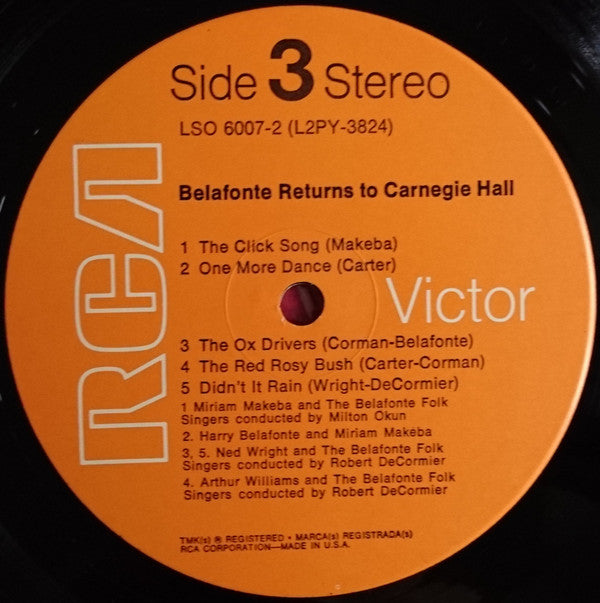 Side 3 Stereo
LSO 6007-2 (L2PY-3824)
RCA
Belafonte Returns to Carnegie Hall
1 The Click Song (Makeba)
2 One More Dance (Carter)
Victor
3 The Ox Drivers (Corman-Belafonte)
4 The Red Rosy Bush (Carter-Corman)
5 Didn't It Rain (Wright-DeCormier)
1 Miriam Makeba and The Belafonte Folk
Singers conducted by Milton Okun
2. Harry Belafonte and Miriam Makeba
3, 5. Ned Wright and The Belafonte Folk
Singers conducted by Robert DeCormier
4. Arthur Williams and The Belafonte Folk
Singers conducted by Robert DeCormier
TMK(s) ® REGISTERED • MARCA(s) REGISTRADA(s)
RCA CORPORATION—MADE IN U.S.A.